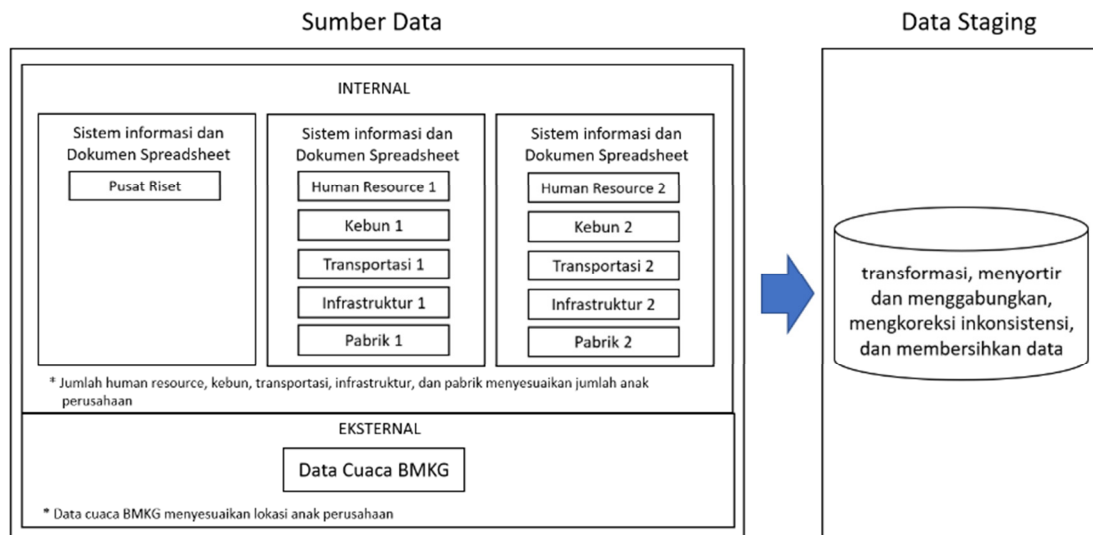 Sumber Data
Data Staging
INTERNAL
Sistem informasi dan
Dokumen Spreadsheet
Pusat Riset
Sistem informasi dan
Dokumen Spreadsheet
Human Resource 1
Kebun 1
Transportasi 1
Infrastruktur 1
Pabrik 1
Sistem informasi dan
Dokumen Spreadsheet
Human Resource 2
Kebun 2
Transportasi 2
Infrastruktur 2
Pabrik 2
* Jumlah human resource, kebun, transportasi, infrastruktur, dan pabrik menyesuaikan jumlah anak
perusahaan
EKSTERNAL
Data Cuaca BMKG
* Data cuaca BMKG menyesuaikan lokasi anak perusahaan
transformasi, menyortir
dan menggabungkan,
mengkoreksi inkonsistensi,
dan membersihkan data